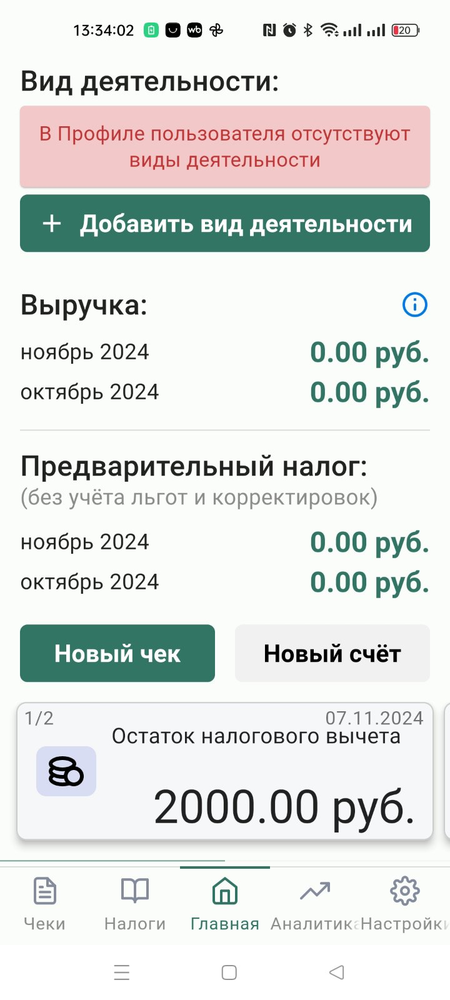 13:34:02 wb 20
Вид деятельности:
В Профиле пользователя отсутствуют
виды деятельности
+ Добавить вид деятельности
Выручка:
ноябрь 2024 0.00 руб.
октябрь 2024 0.00 руб.
Предварительный налог:
(без учёта льгот и корректировок)
ноябрь 2024 0.00 руб.
октябрь 2024 0.00 руб.
Новый чек Новый счёт
1/2 07.11.2024
Остаток налогового вычета
2000.00 руб.
Чеки Налоги Главная Аналитика Настройки